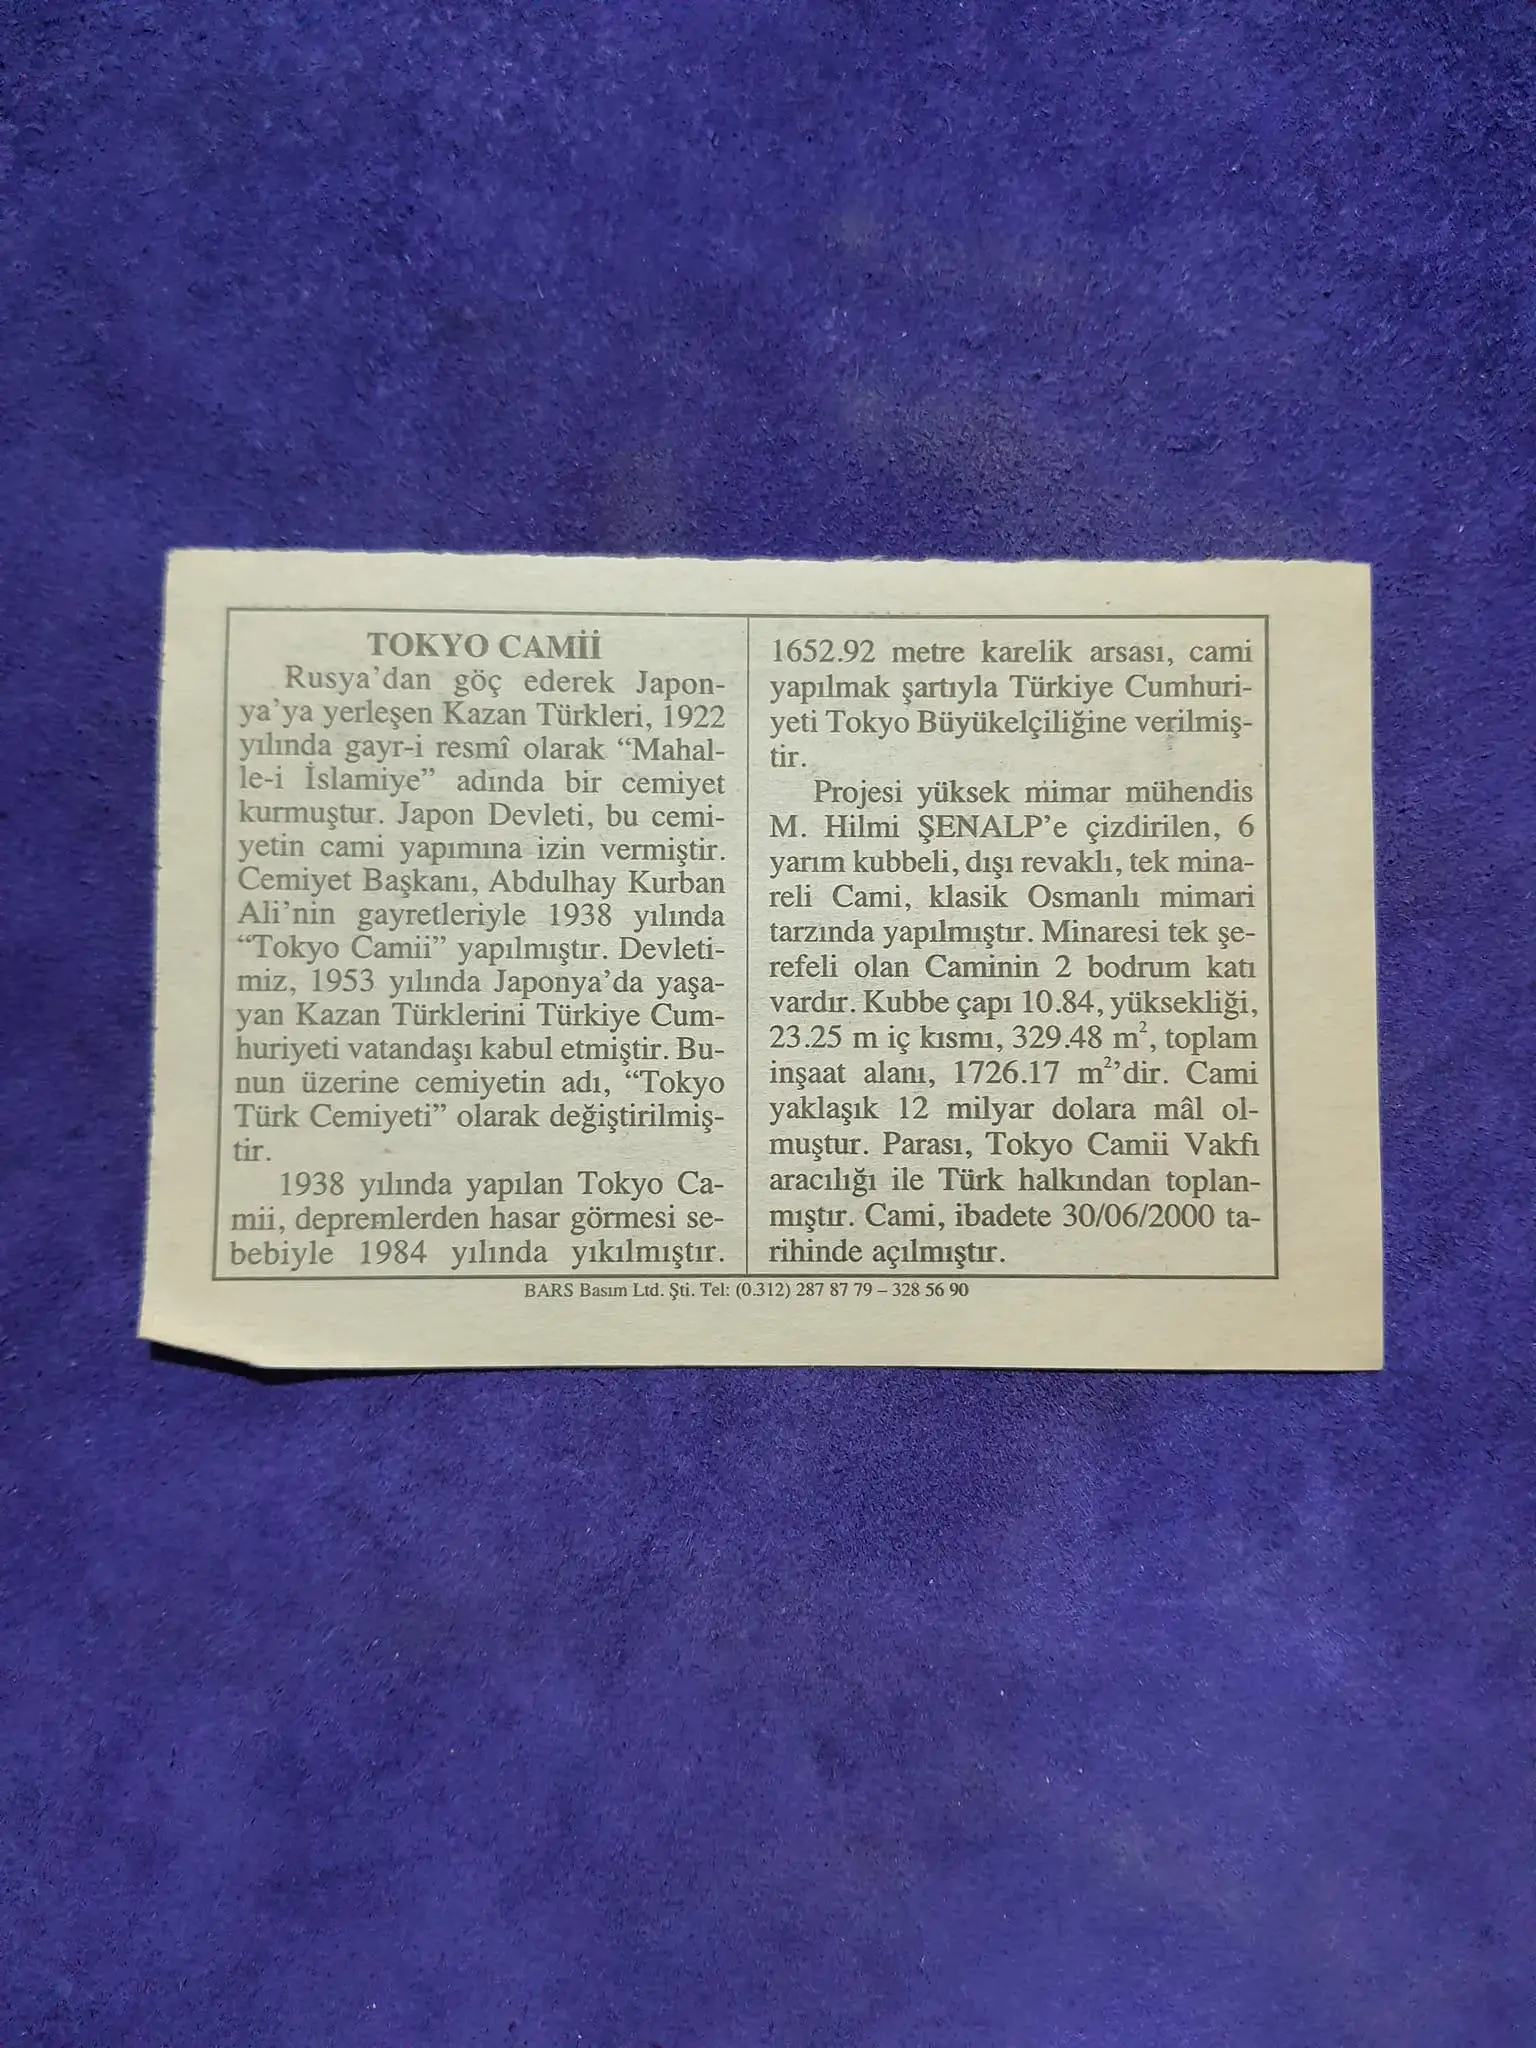 TOKYO CAMİİ
Rusya’dan göç ederek Japon-
ya’ya yerleşen Kazan Türkleri, 1922
yılında gayr-i resmî olarak “Mahal-
le-i İslamiye” adında bir cemiyet
kurmuştur. Japon Devleti, bu cemi-
yetin cami yapımına izin vermiştir.
Cemiyet Başkanı, Abdulhay Kurban
Ali’nin gayretleriyle 1938 yılında
“Tokyo Camii” yapılmıştır. Devleti-
miz, 1953 yılında Japonya’da yaşa-
yan Kazan Türklerini Türkiye Cum-
huriyeti vatandaşı kabul etmiştir. Bu-
nun üzerine cemiyetin adı, “Tokyo
Türk Cemiyeti” olarak değiştirilmiş-
tir.
1938 yılında yapılan Tokyo Ca-
mii, depremlerden hasar görmesi se-
bebiyle 1984 yılında yıkılmıştır.
1652.92 metre karelik arsası, cami
yapılmak şartıyla Türkiye Cumhuri-
yeti Tokyo Büyükelçiliğine verilmiş-
tir.
Projesi yüksek mimar mühendis
M. Hilmi ŞENALP’e çizdirilen, 6
yarım kubbeli, dışı revaklı, tek mina-
reli Cami, klasik Osmanlı mimari
tarzında yapılmıştır. Minaresi tek şe-
refeli olan Caminin 2 bodrum katı
vardır. Kubbe çapı 10.84, yüksekliği,
23.25 m iç kısmı, 329.48 m², toplam
inşaat alanı, 1726.17 m²’dir. Cami
yaklaşık 12 milyar dolara mâl ol-
muştur. Parası, Tokyo Camii Vakfı
aracılığı ile Türk halkından toplan-
mıştır. Cami, ibadete 30/06/2000 ta-
rihinde açılmıştır.
BARS Basım Ltd. Şti. Tel: (0.312) 287 87 79 – 328 56 90